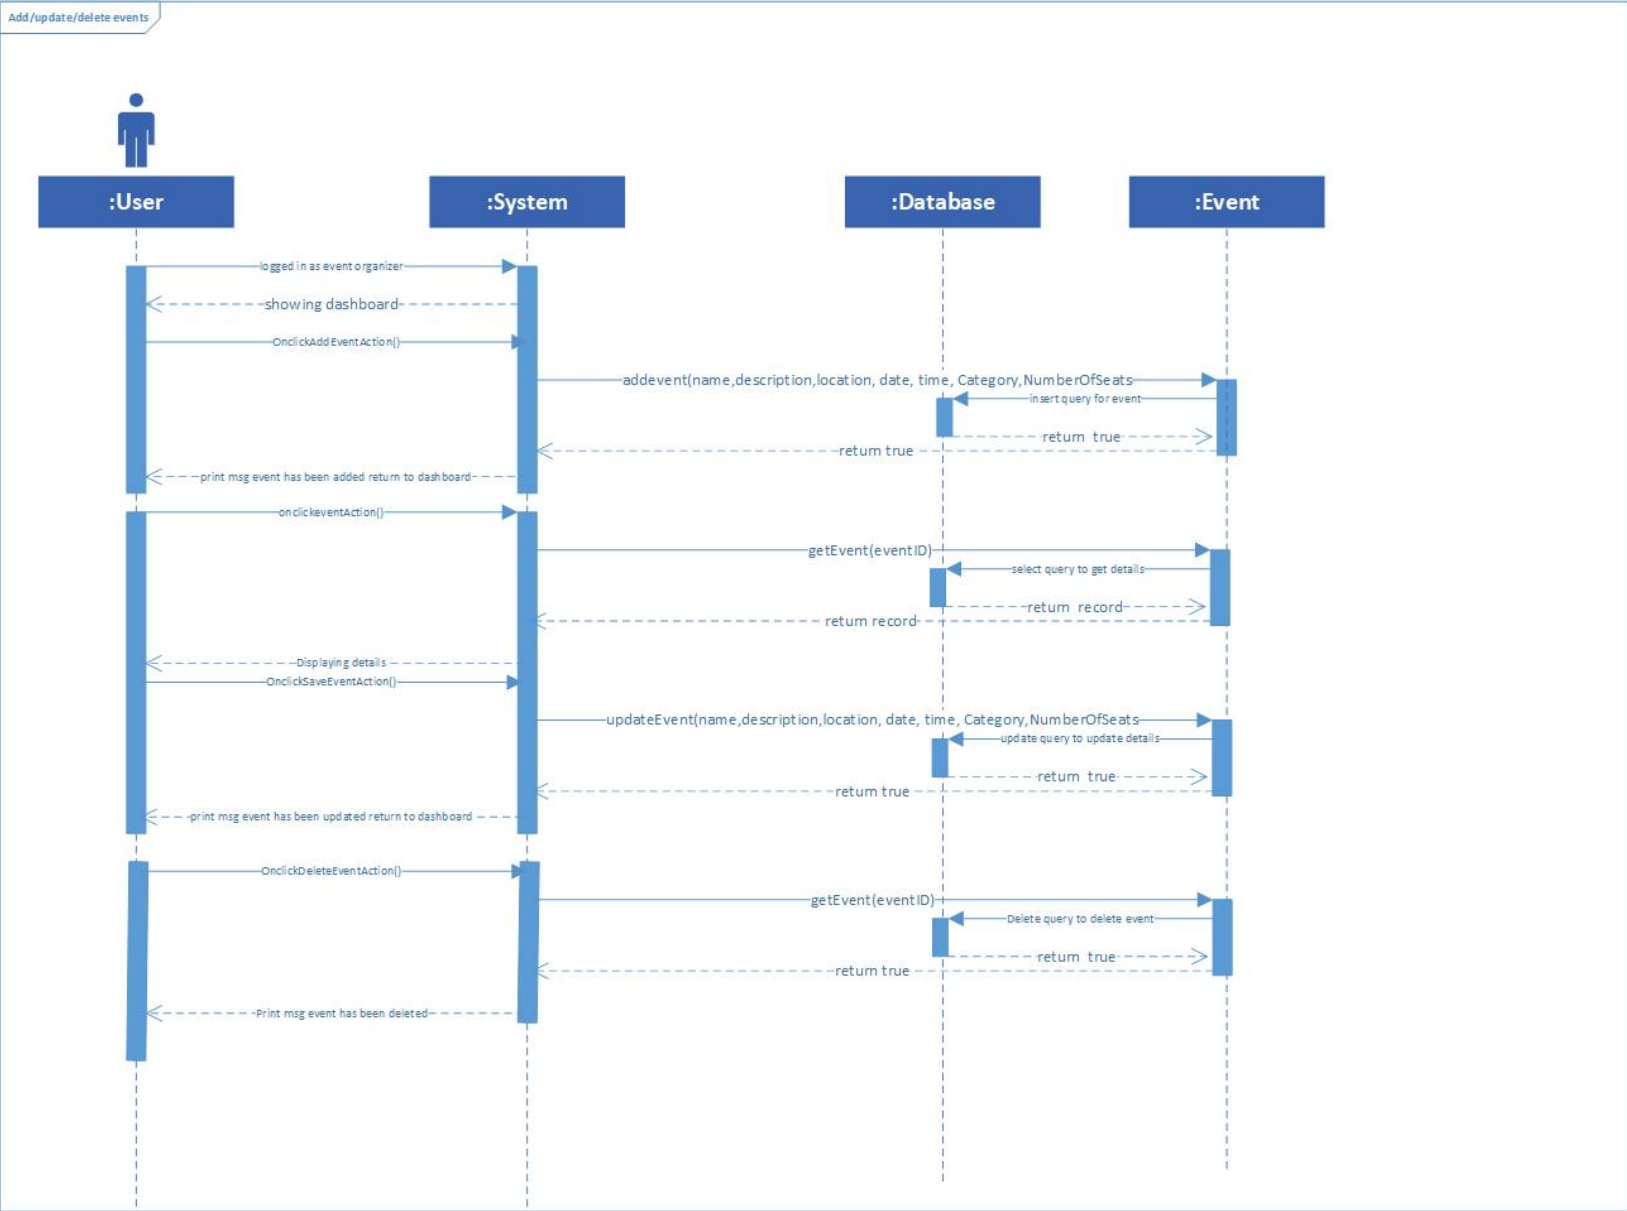 Add/update/delete events
:User
:System
:Database
:Event
logged in as event organizer
showing dashboard
OnclickAddEventAction()
addevent(name,description,location, date, time, Category,NumberOfSeats
insert query for event
return true
return true
print msg event has been added return to dashboard
onclickeventAction()
getEvent(eventID)
select query to get details
return record
return record
Displaying details
OnclickSaveEventAction()
updateEvent(name,description,location, date, time, Category,NumberOfSeats
update query to update details
return true
return true
print msg event has been updated return to dashboard
OnclickDeleteEventAction()
getEvent(eventID)
Delete query to delete event
return true
return true
Print msg event has been deleted